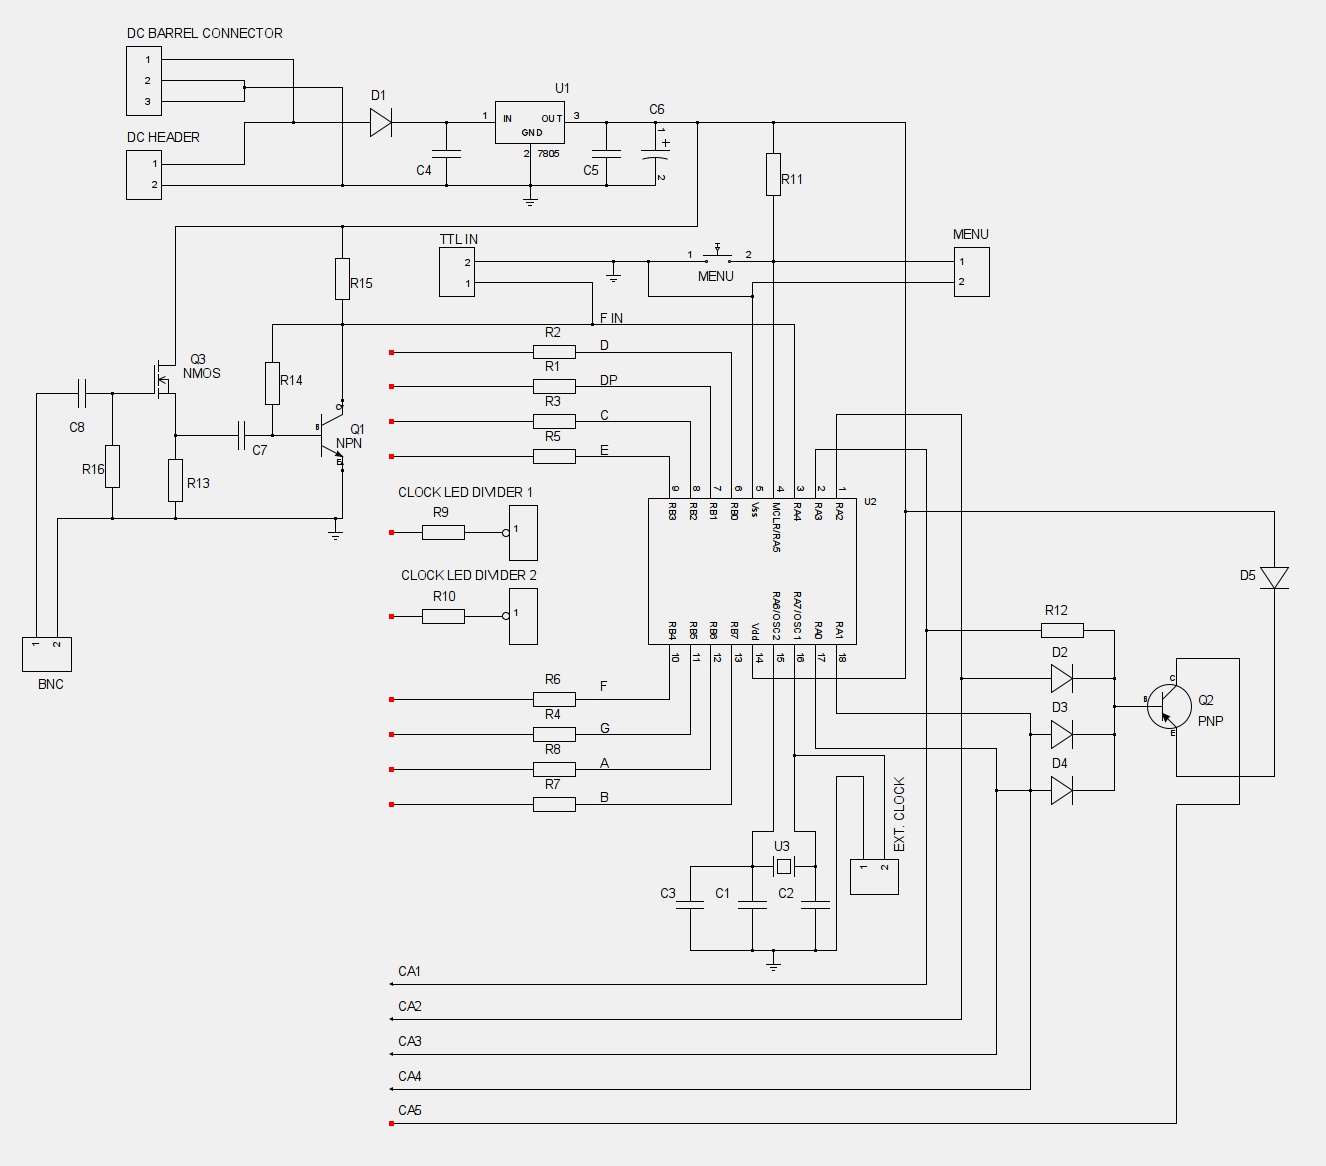 DC BARREL CONNECTOR
1
2
3
DC HEADER
1
2
D1
C4
U1
1 IN OUT 3
GND
2 7805
C5
C6
1 +
2
R11
TTL IN
2
1
1 2
MENU
MENU
1
2
R15
F IN
Q3
NMOS
R14
C8
R16
R13
C7
C
B
E
Q1
NPN
R2 D
R1 DP
R3 C
R5 E
CLOCK LED DIVIDER 1
R9 1
CLOCK LED DIVIDER 2
R10 1
BNC
1 2
U2
9 8 7 6 5 4 3 2 1
RB3 RB2 RB1 RB0 Vss MCLR/RA5 RA4 RA3 RA2
RB4 RB5 RB6 RB7 Vdd RA6/OSC2 RA7/OSC1 RA0 RA1
10 11 12 13 14 15 16 17 18
R6 F
R4 G
R8 A
R7 B
D5
R12
D2
D3
D4
C
B
E
Q2
PNP
U3
C3 C1 C2
EXT. CLOCK
1 2
CA1
CA2
CA3
CA4
CA5